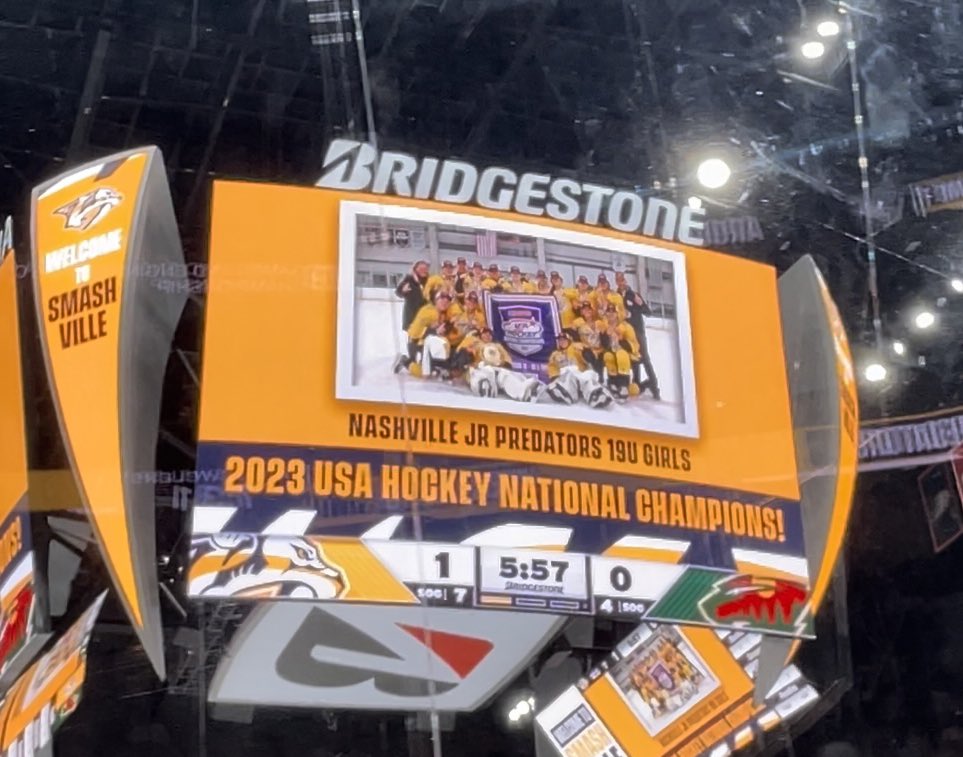 BRIDGESTONE
WELCOME
TO
SMASH
VILLE
NASHVILLE JR PREDATORS 19U GIRLS
2023 USA HOCKEY NATIONAL CHAMPIONS!
1 5:57 0
SOG 7 BRIDGESTONE 4 SOG